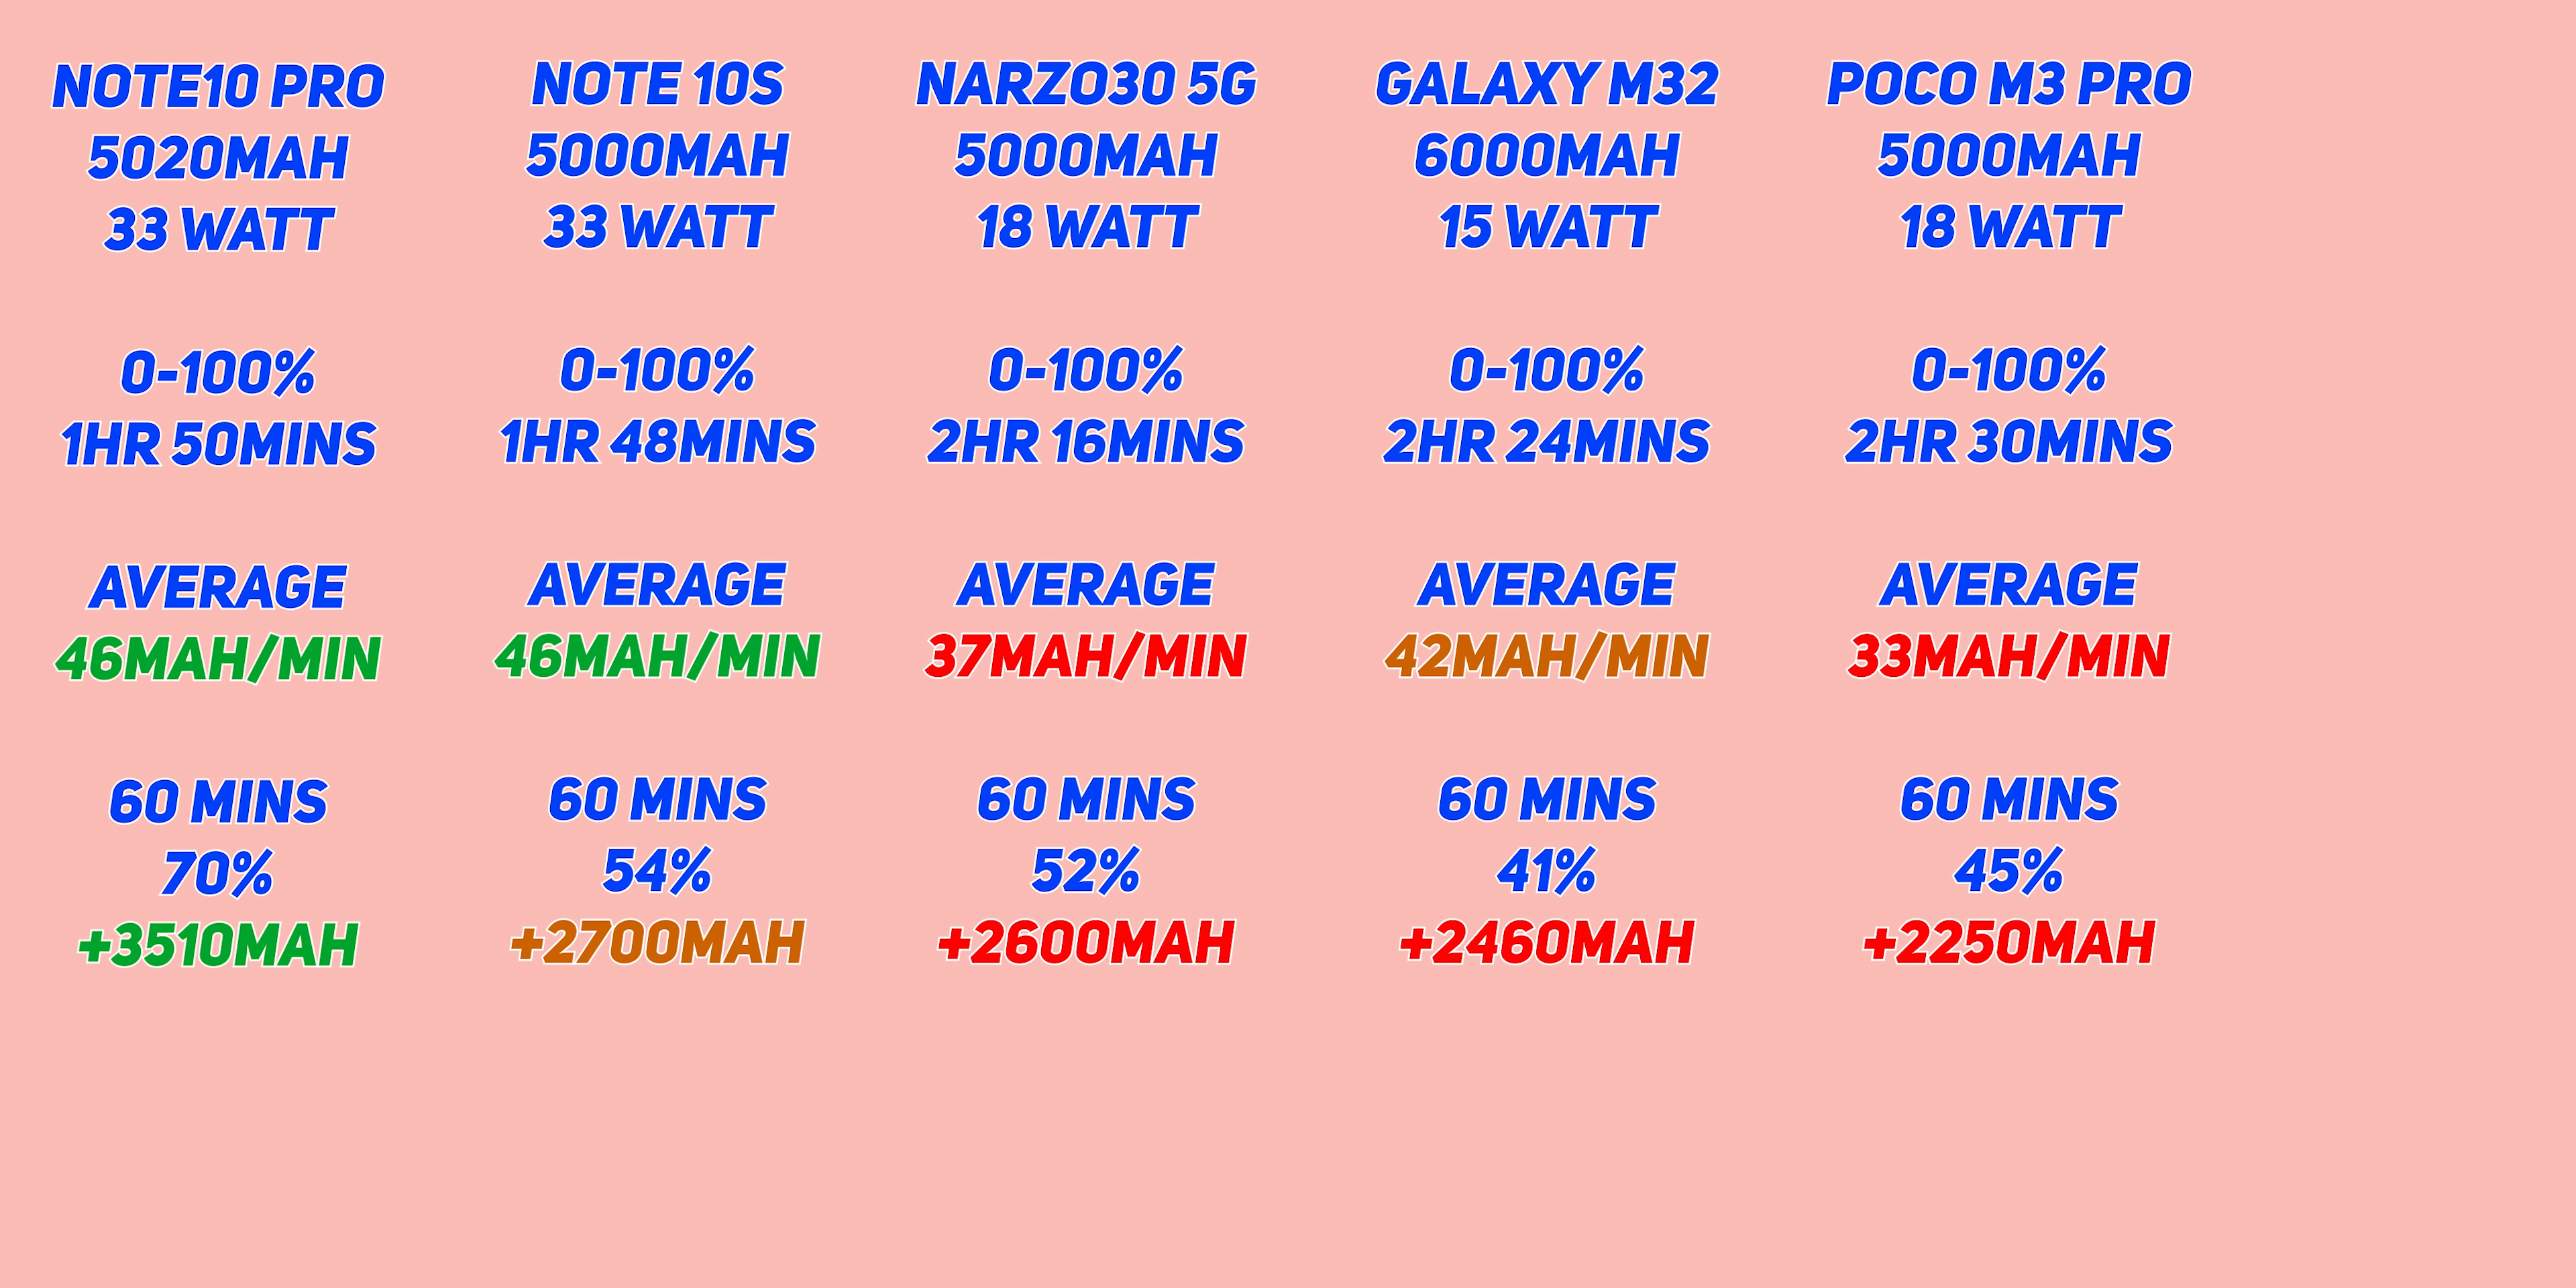 NOTE10 PRO
5020MAH
33 WATT
0-100%
1HR 50MINS
AVERAGE
46MAH/MIN
60 MINS
70%
+3510MAH
NOTE 10S
5000MAH
33 WATT
0-100%
1HR 48MINS
AVERAGE
46MAH/MIN
60 MINS
54%
+2700MAH
NARZO30 5G
5000MAH
18 WATT
0-100%
2HR 16MINS
AVERAGE
37MAH/MIN
60 MINS
52%
+2600MAH
GALAXY M32
6000MAH
15 WATT
0-100%
2HR 24MINS
AVERAGE
42MAH/MIN
60 MINS
41%
+2460MAH
POCO M3 PRO
5000MAH
18 WATT
0-100%
2HR 30MINS
AVERAGE
33MAH/MIN
60 MINS
45%
+2250MAH